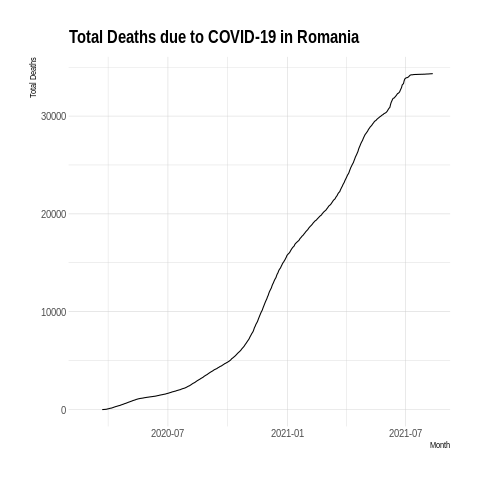 Total Deaths due to COVID-19 in Romania
Total Deaths
30000
20000
10000
0
2020-07 2021-01 2021-07
Month